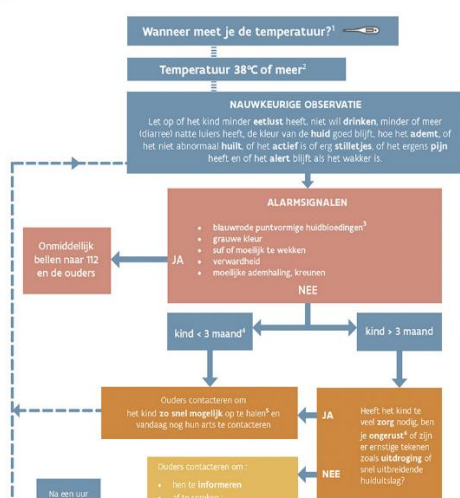 Wanneer meet je de temperatuur?¹
Temperatuur 38°C of meer²
NAUWKEURIGE OBSERVATIE
Let op of het kind minder eetlust heeft, niet wil drinken, minder of meer
(diarree) natte luiers heeft, de kleur van de huid goed blijft, hoe het ademt, of
het niet abnormaal huilt, of het actief is of erg stilletjes, of het ergens pijn
heeft en of het alert blijft als het wakker is.
ALARMSIGNALEN
• blauwrode puntvormige huidbloedingen³
• grauwe kleur
• suf of moeilijk te wekken
• verwardheid
• moeilijke ademhaling, kreunen
JA
Onmiddellijk
bellen naar 112
en de ouders
NEE
kind < 3 maand⁴
kind > 3 maand
Ouders contacteren om
het kind zo snel mogelijk op te halen⁵ en
vandaag nog hun arts te contacteren
JA
Heeft het kind te
veel zorg nodig, ben
je ongerust⁶ of zijn
er ernstige tekenen
zoals uitdroging of
snel uitbreidende
huiduitslag?
NEE
Ouders contacteren om :
• hen te informeren
Na een uur